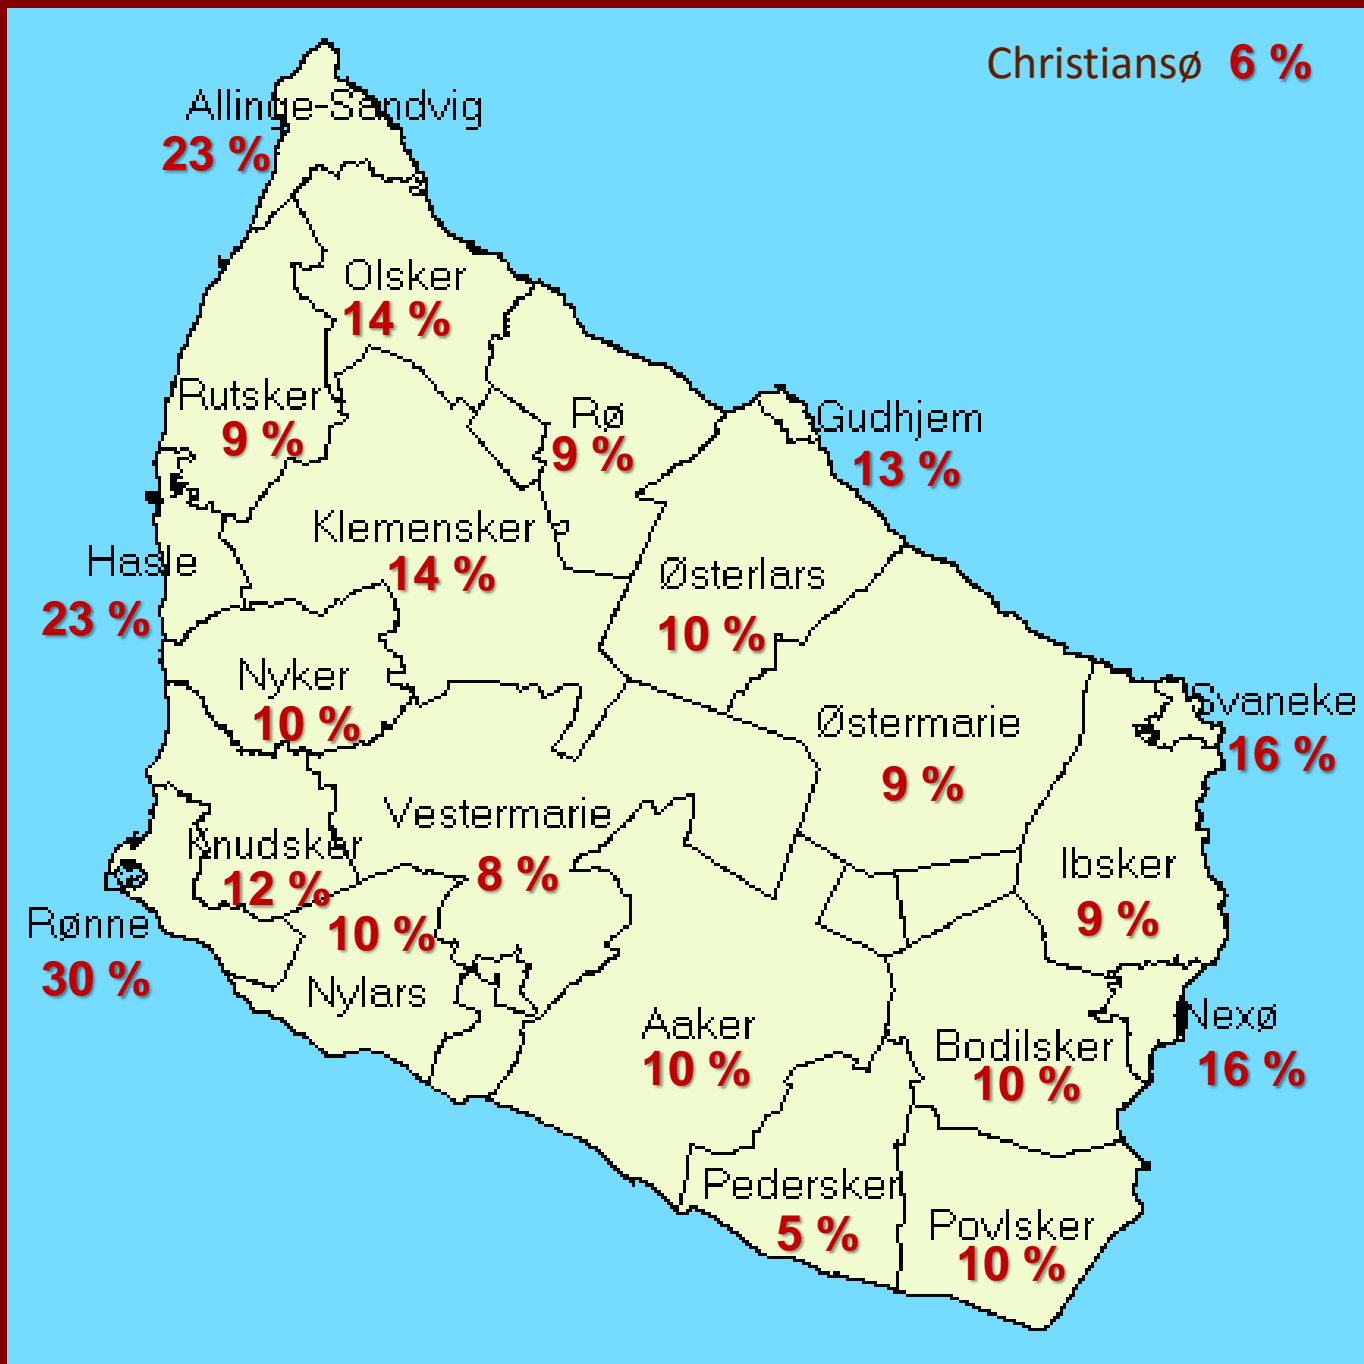 Christiansø 6 %
Allinge-Sandvig
23 %
Olsker
14 %
Rutsker
9 %
Rø
9 %
Gudhjem
13 %
Klemensker
14 %
Hasle
23 %
Østerlars
10 %
Nyker
10 %
Østermarie
9 %
Svaneke
16 %
Vestermarie
8 %
Knudsker
12 %
Ibsker
9 %
Rønne
30 %
10 %
Nylars
Aaker
10 %
Bodilsker
10 %
Nexø
16 %
Pedersker
5 %
Povlsker
10 %